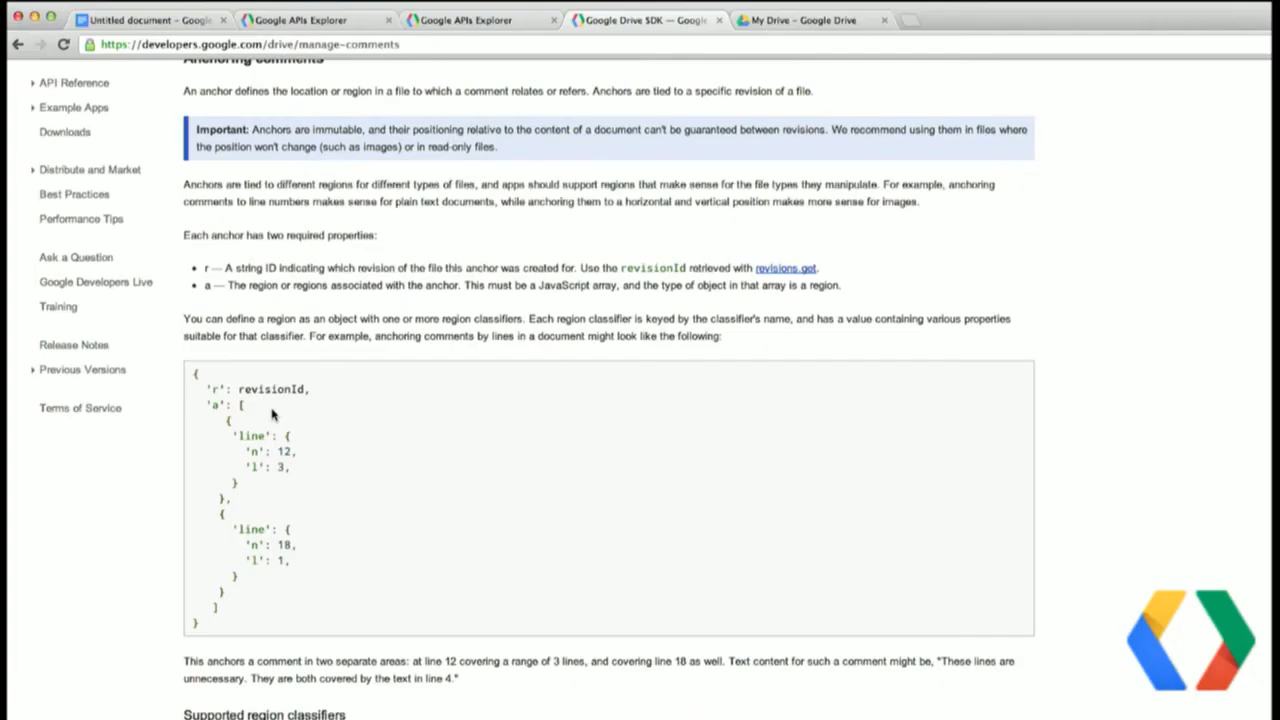 Untitled document - Google
Google APIs Explorer
Google APIs Explorer
Google Drive SDK — Google
My Drive - Google Drive
https://developers.google.com/drive/manage-comments
API Reference
Example Apps
Downloads
Distribute and Market
Best Practices
Performance Tips
Ask a Question
Google Developers Live
Training
Release Notes
Previous Versions
Terms of Service
Anchoring comments
An anchor defines the location or region in a file to which a comment relates or refers. Anchors are tied to a specific revision of a file.
Important: Anchors are immutable, and their positioning relative to the content of a document can't be guaranteed between revisions. We recommend using them in files where
the position won't change (such as images) or in read-only files.
Anchors are tied to different regions for different types of files, and apps should support regions that make sense for the file types they manipulate. For example, anchoring
comments to line numbers makes sense for plain text documents, while anchoring them to a horizontal and vertical position makes more sense for images.
Each anchor has two required properties:
• r — A string ID indicating which revision of the file this anchor was created for. Use the revisionId retrieved with revisions.get.
• a — The region or regions associated with the anchor. This must be a JavaScript array, and the type of object in that array is a region.
You can define a region as an object with one or more region classifiers. Each region classifier is keyed by the classifier's name, and has a value containing various properties
suitable for that classifier. For example, anchoring comments by lines in a document might look like the following:
{
'r': revisionId,
'a': [
{
'line': {
'n': 12,
'l': 3,
}
},
{
'line': {
'n': 18,
'l': 1,
}
}
]
}
This anchors a comment in two separate areas: at line 12 covering a range of 3 lines, and covering line 18 as well. Text content for such a comment might be, "These lines are
unnecessary. They are both covered by the text in line 4."
Supported region classifiers